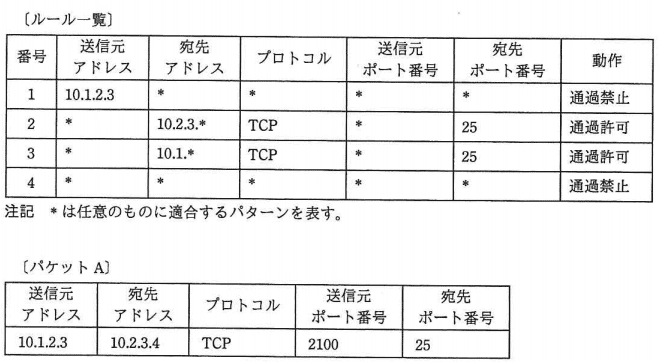 〔ルール一覧〕
番号 送信元アドレス 宛先アドレス プロトコル 送信元ポート番号 宛先ポート番号 動作
1 10.1.2.3 * * * * 通過禁止
2 * 10.2.3.* TCP * 25 通過許可
3 * 10.1.* TCP * 25 通過許可
4 * * * * * 通過禁止
注記 *は任意のものに適合するパターンを表す。
〔パケットA〕
送信元アドレス 宛先アドレス プロトコル 送信元ポート番号 宛先ポート番号
10.1.2.3 10.2.3.4 TCP 2100 25